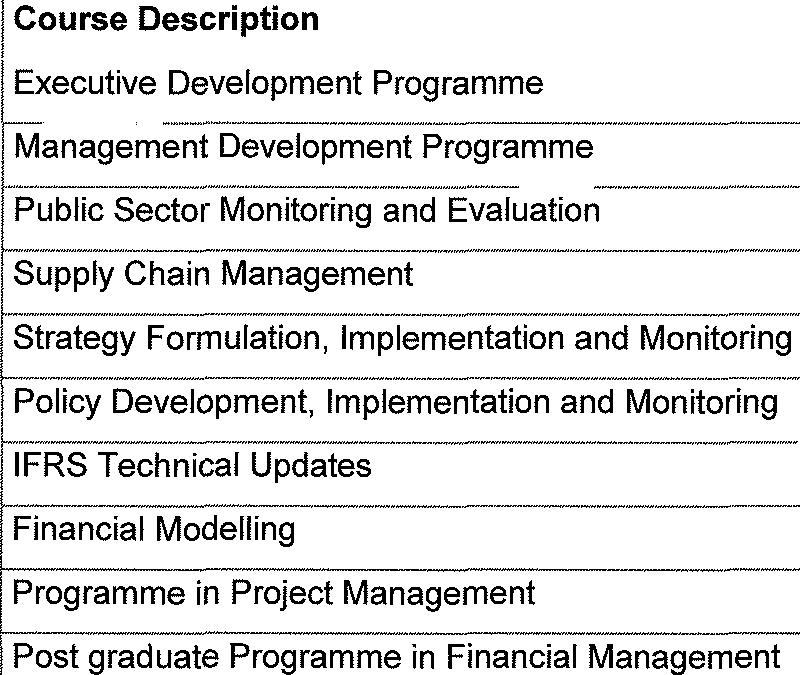 Course Description
Executive Development Programme
Management Development Programme
Public Sector Monitoring and Evaluation
Supply Chain Management
Strategy Formulation, Implementation and Monitoring
Policy Development, Implementation and Monitoring
IFRS Technical Updates
Financial Modelling
Programme in Project Management
Post graduate Programme in Financial Management